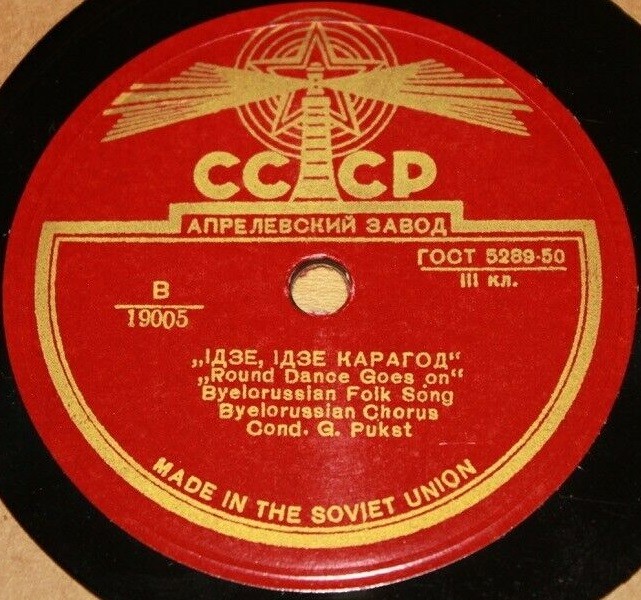 СССР
АПРЕЛЕВСКИЙ ЗАВОД
ГОСТ 5289-50
III кл.
В
19005
„ІДЗЕ, ІДЗЕ КАРАГОД“
„Round Dance Goes on“
Byelorussian Folk Song
Byelorussian Chorus
Cond. G. Pukst
MADE IN THE SOVIET UNION